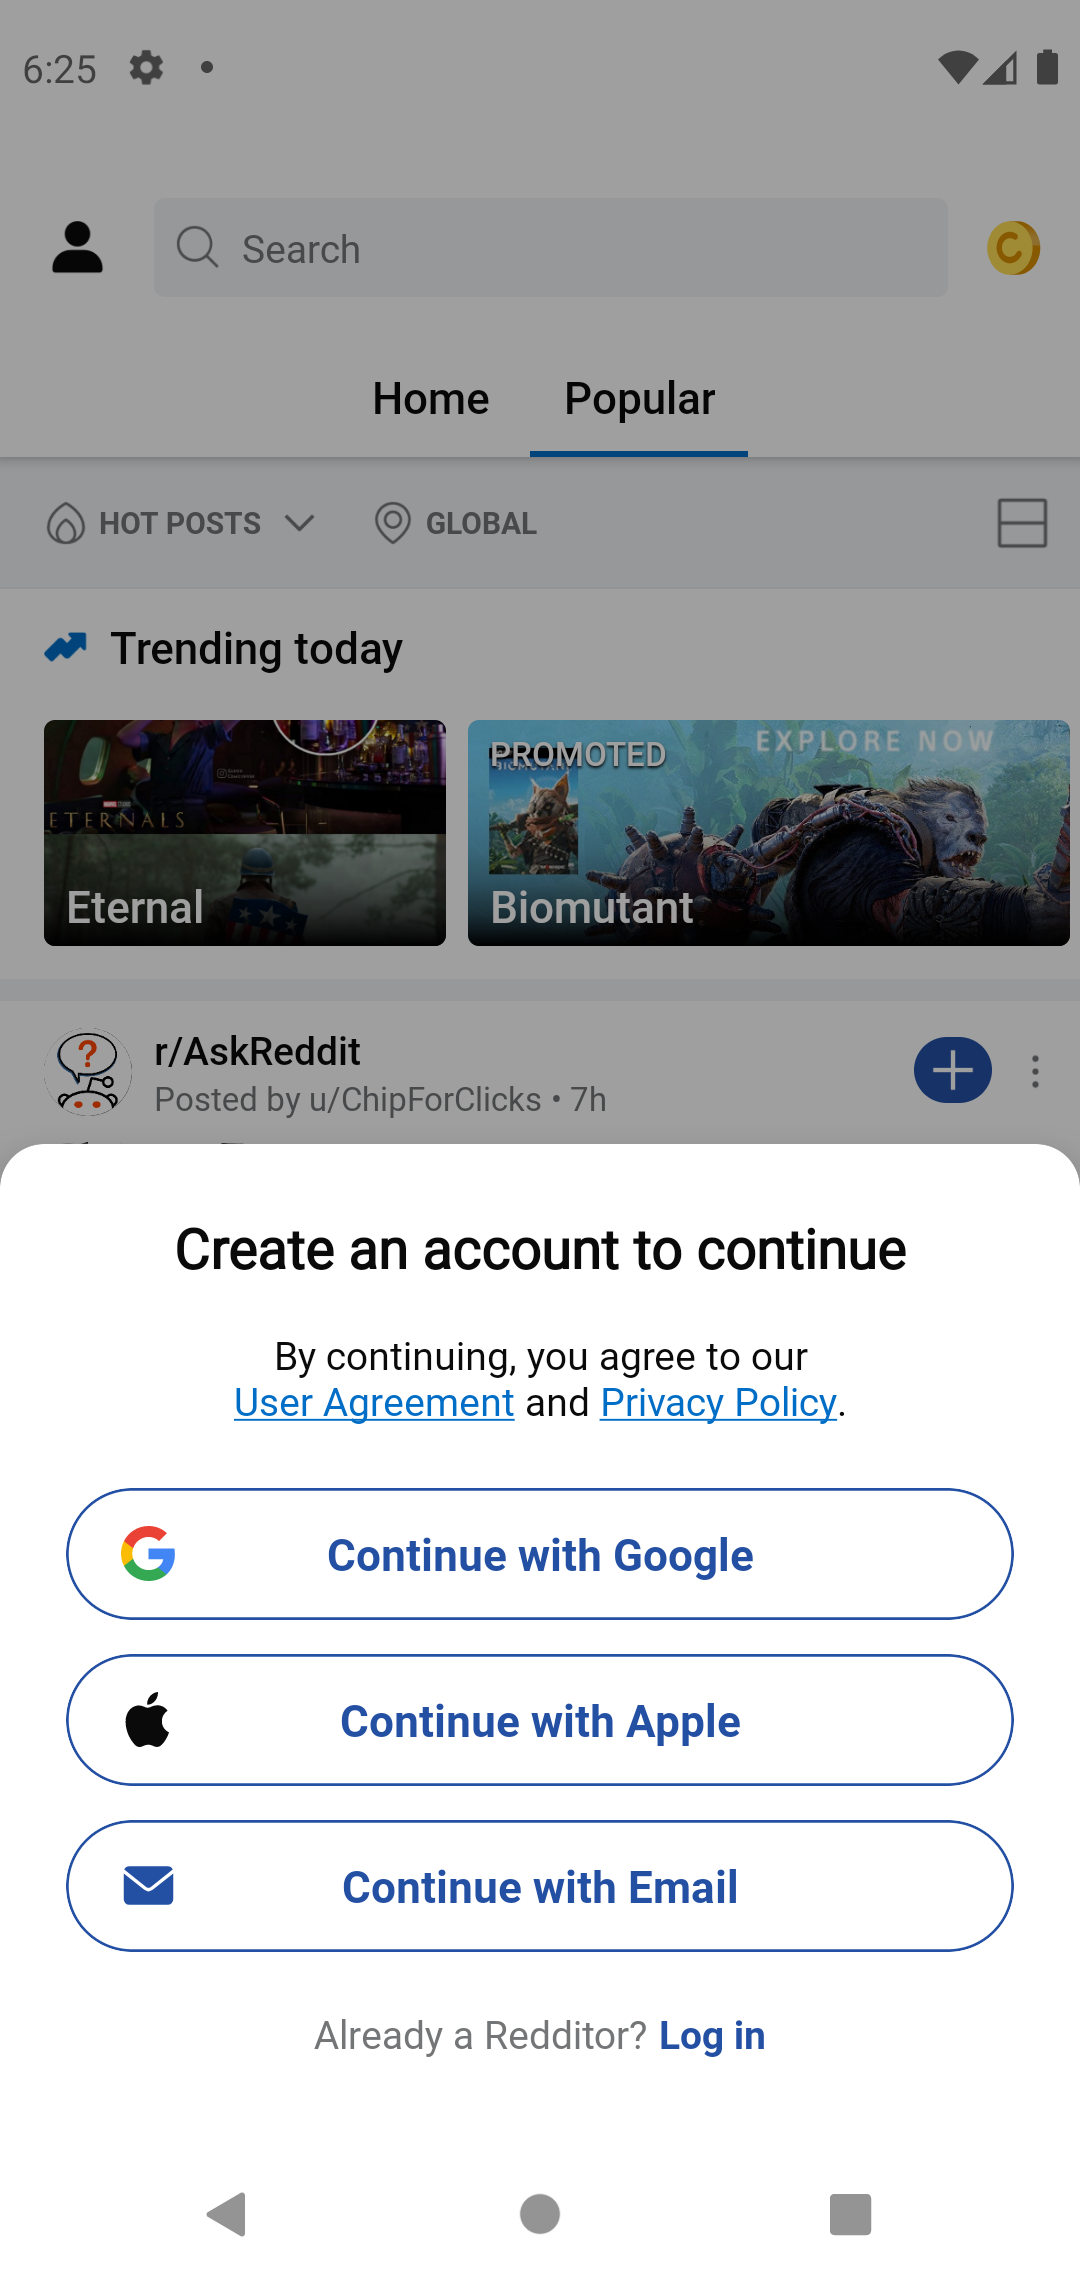 6:25
Search
Home
Popular
HOT POSTS
GLOBAL
Trending today
ETERNALS
Eternal
PROMOTED
EXPLORE NOW
Biomutant
r/AskReddit
Posted by u/ChipForClicks • 7h
Create an account to continue
By continuing, you agree to our
User Agreement and Privacy Policy.
Continue with Google
Continue with Apple
Continue with Email
Already a Redditor? Log in